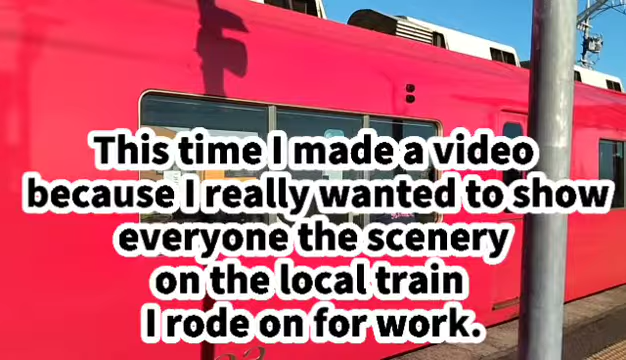 This time I made a video
because I really wanted to show
everyone the scenery
on the local train
I rode on for work.